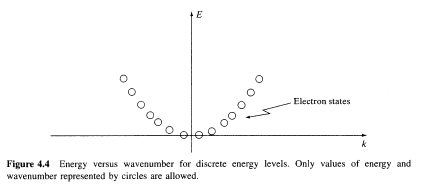 E
Electron states
k
Figure 4.4 Energy versus wavenumber for discrete energy levels. Only values of energy and
wavenumber represented by circles are allowed.